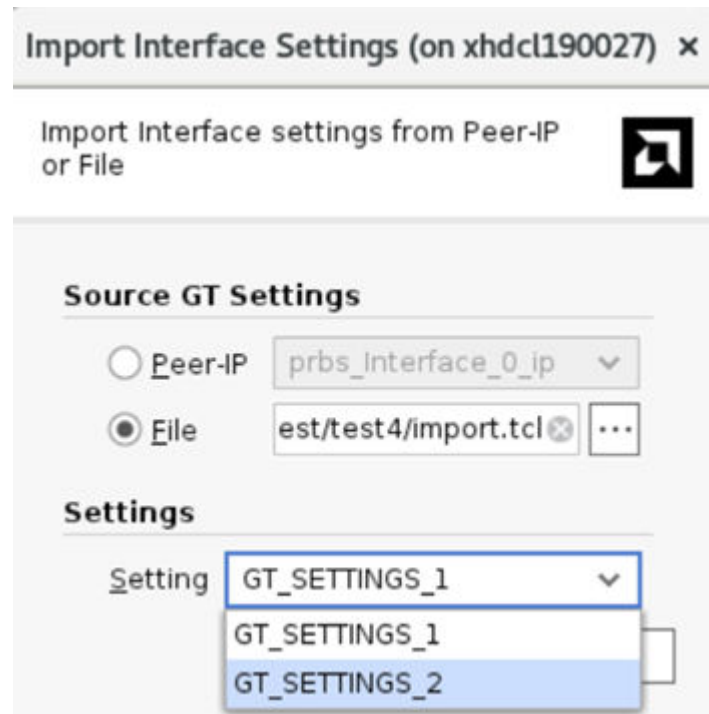 Import Interface Settings (on xhdcl190027) ×
Import Interface settings from Peer-IP
or File
Source GT Settings
Peer-IP prbs_Interface_0_ip
File est/test4/import.tcl ...
Settings
Setting GT_SETTINGS_1
GT_SETTINGS_1
GT_SETTINGS_2